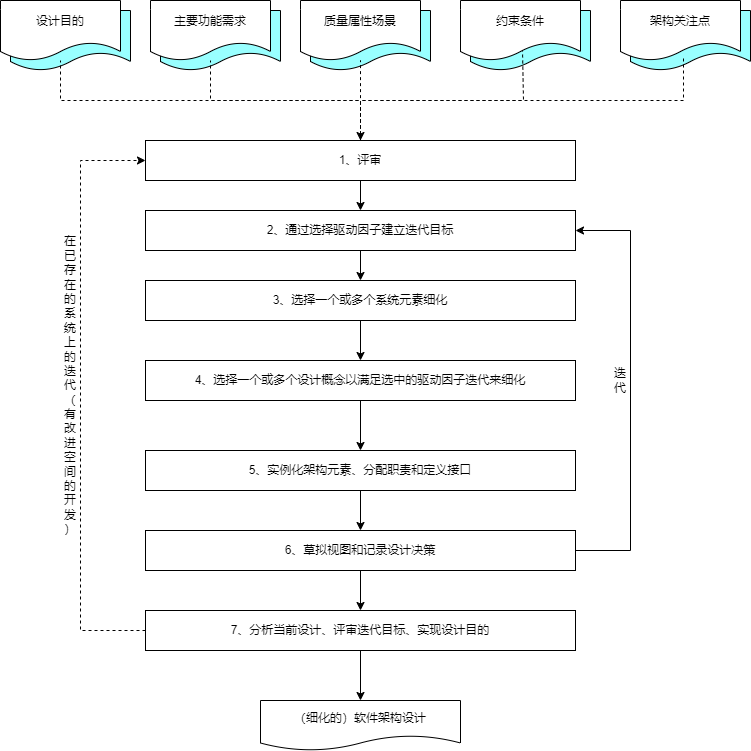 设计目的
主要功能需求
质量属性场景
约束条件
架构关注点
1、评审
2、通过选择驱动因子建立迭代目标
3、选择一个或多个系统元素细化
4、选择一个或多个设计概念以满足选中的驱动因子迭代来细化
5、实例化架构元素、分配职责和定义接口
6、草拟视图和记录设计决策
7、分析当前设计、评审迭代目标、实现设计目的
（细化的）软件架构设计
在已存在的系统上的迭代（有改进空间的开发）
迭代